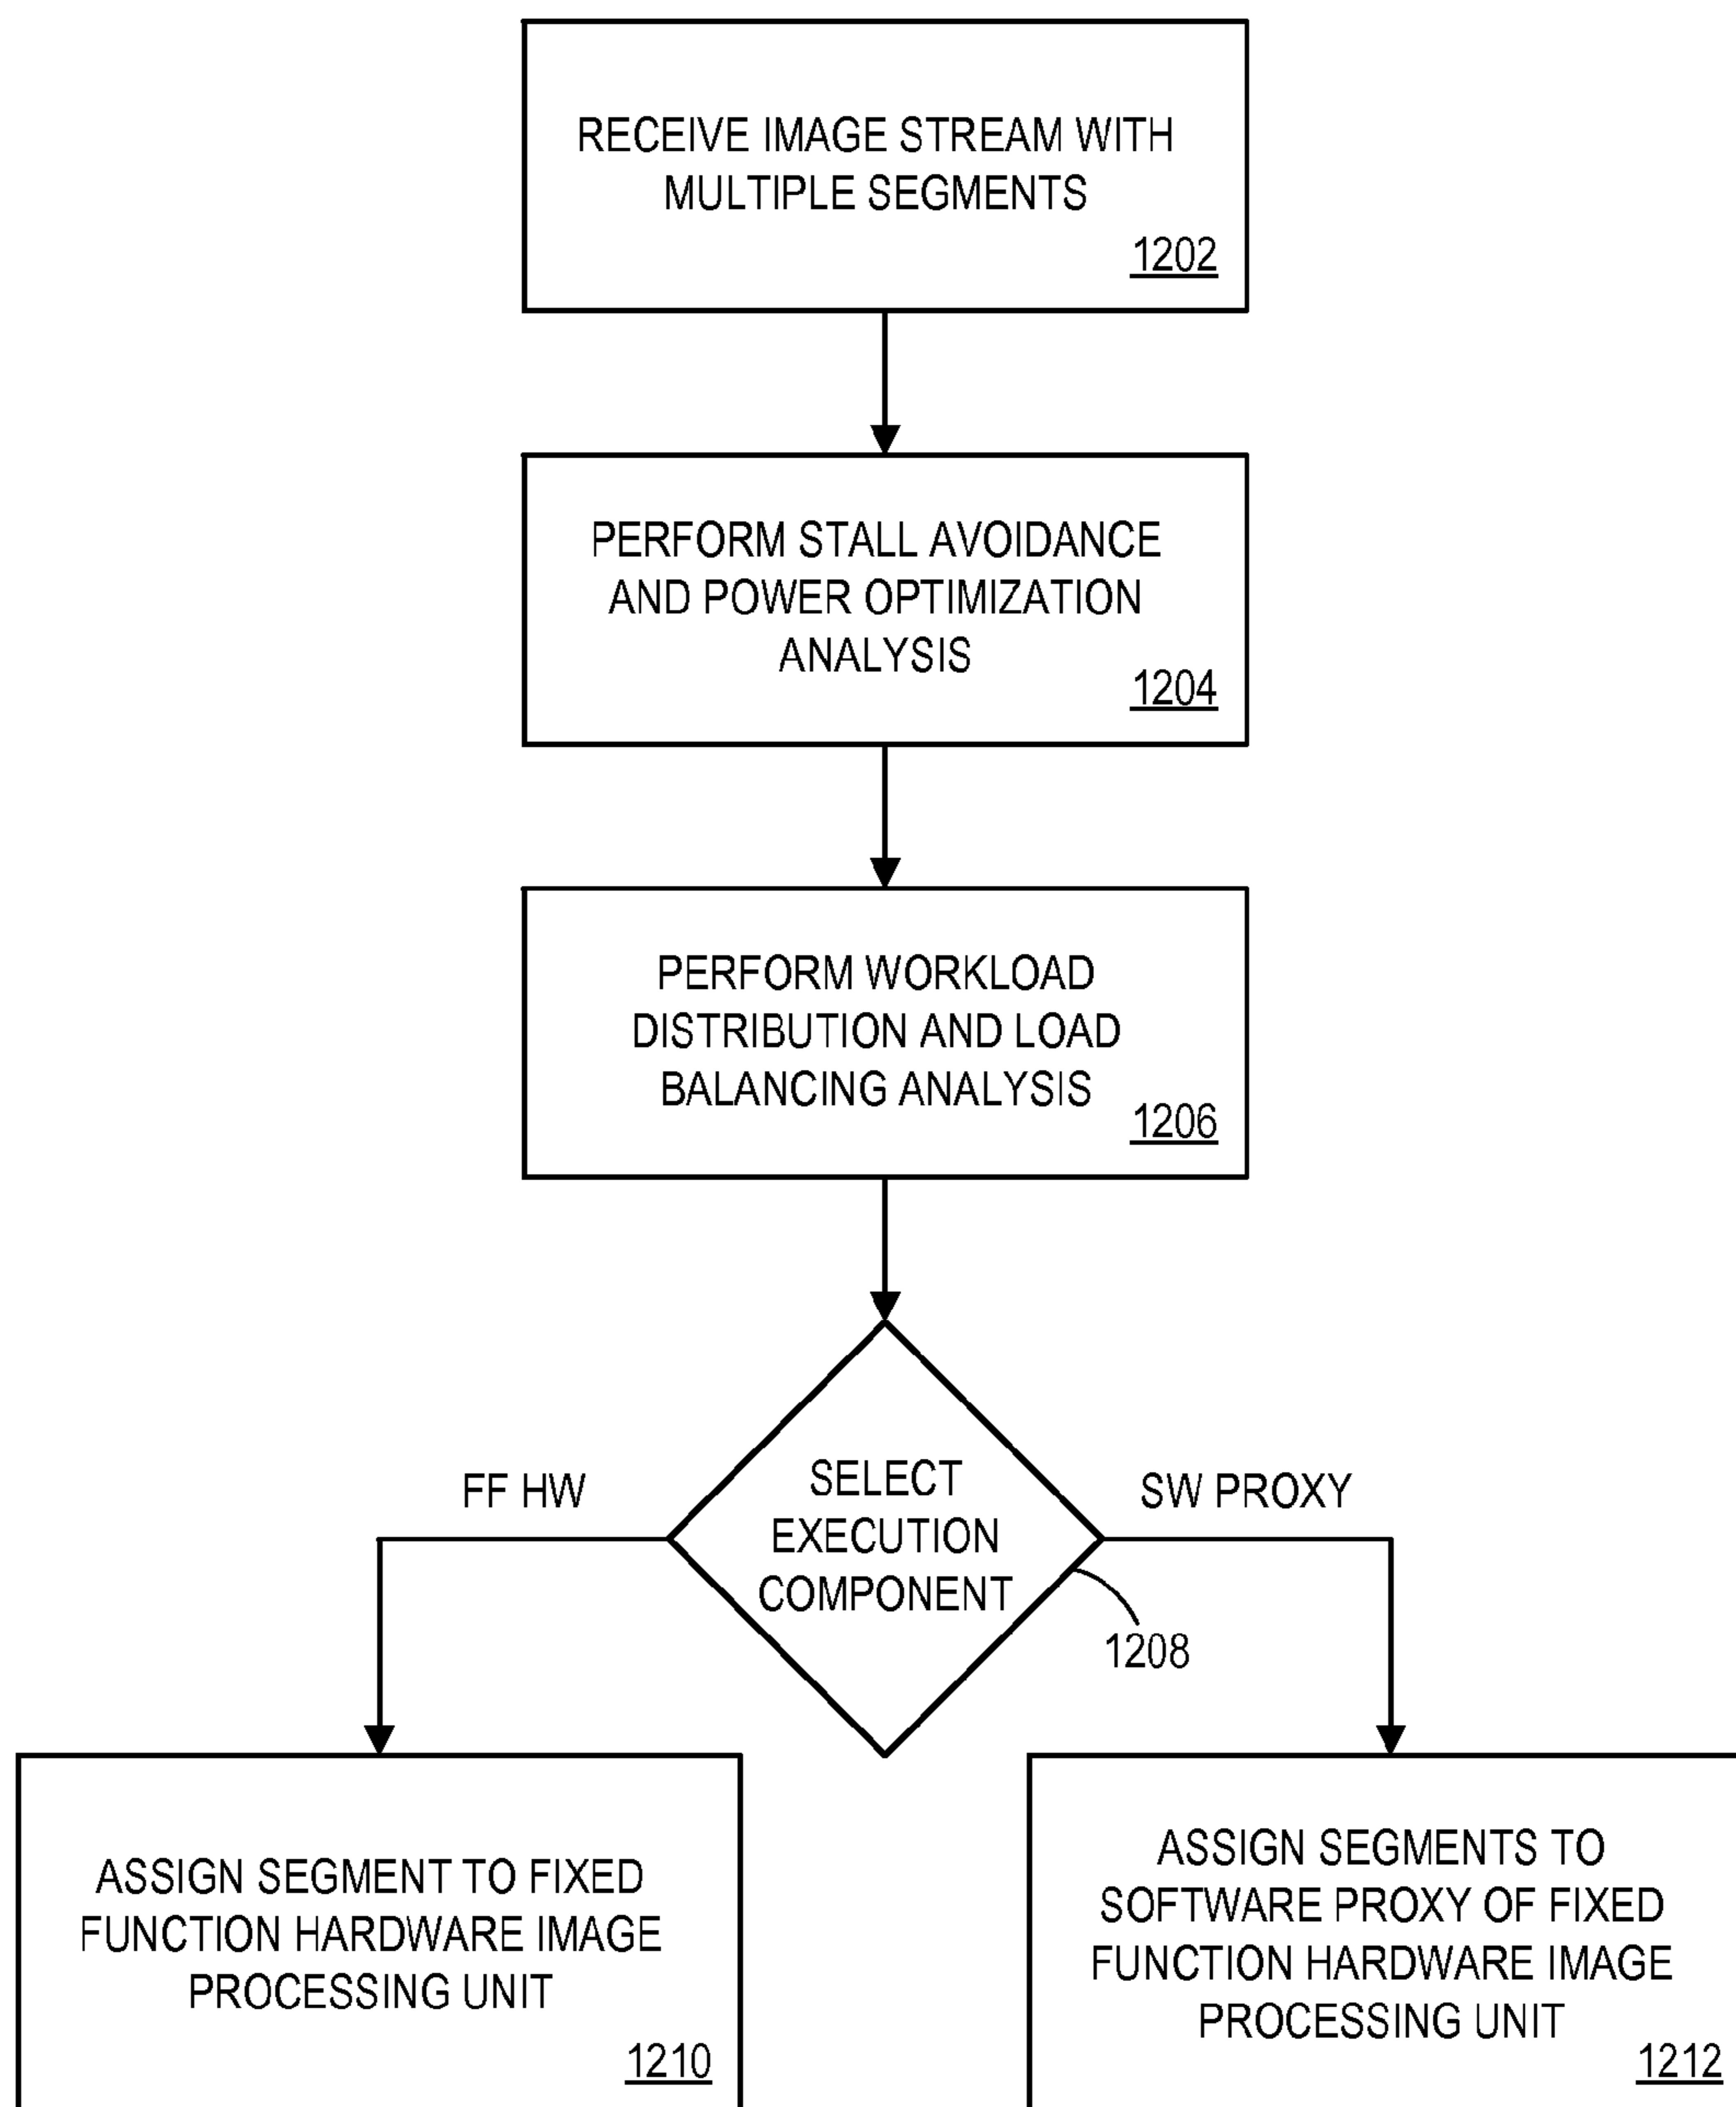 RECEIVE IMAGE STREAM WITH
MULTIPLE SEGMENTS
1202
PERFORM STALL AVOIDANCE
AND POWER OPTIMIZATION
ANALYSIS
1204
PERFORM WORKLOAD
DISTRIBUTION AND LOAD
BALANCING ANALYSIS
1206
FF HW
SELECT
EXECUTION
COMPONENT
SW PROXY
1208
ASSIGN SEGMENT TO FIXED
FUNCTION HARDWARE IMAGE
PROCESSING UNIT
1210
ASSIGN SEGMENTS TO
SOFTWARE PROXY OF FIXED
FUNCTION HARDWARE IMAGE
PROCESSING UNIT
1212